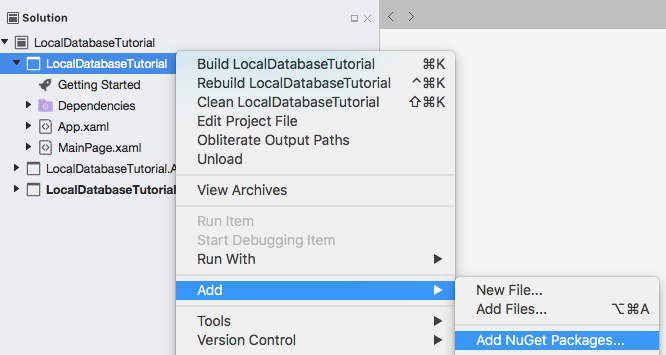 Solution
LocalDatabaseTutorial
LocalDatabaseTutorial
Getting Started
Dependencies
App.xaml
MainPage.xaml
LocalDatabaseTutorial.A
LocalDatabaseTutorial
Build LocalDatabaseTutorial ⌘K
Rebuild LocalDatabaseTutorial ^⌘K
Clean LocalDatabaseTutorial ⇧⌘K
Edit Project File
Obliterate Output Paths
Unload
View Archives
Run Item
Start Debugging Item
Run With
Add
Tools
Version Control
New File...
Add Files... ⌥⌘A
Add NuGet Packages...